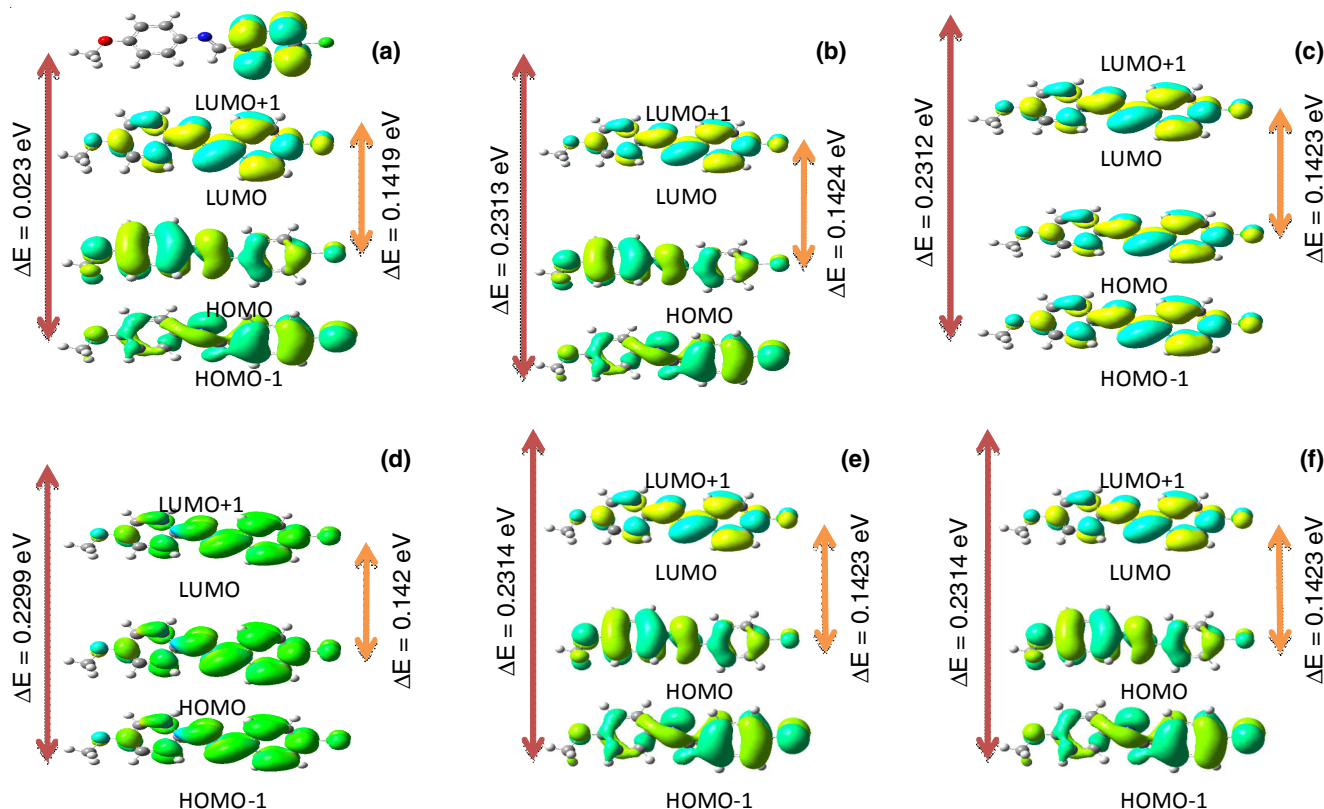 (a)
LUMO+1
LUMO
HOMO
HOMO-1
ΔE = 0.023 eV
ΔE = 0.1419 eV
(b)
LUMO+1
LUMO
HOMO
ΔE = 0.2313 eV
ΔE = 0.1424 eV
(c)
LUMO+1
LUMO
HOMO
HOMO-1
ΔE = 0.2312 eV
ΔE = 0.1423 eV
(d)
LUMO+1
LUMO
HOMO
HOMO-1
ΔE = 0.2299 eV
ΔE = 0.142 eV
(e)
LUMO+1
LUMO
HOMO
HOMO-1
ΔE = 0.2314 eV
ΔE = 0.1423 eV
(f)
LUMO+1
LUMO
HOMO
HOMO-1
ΔE = 0.2314 eV
ΔE = 0.1423 eV